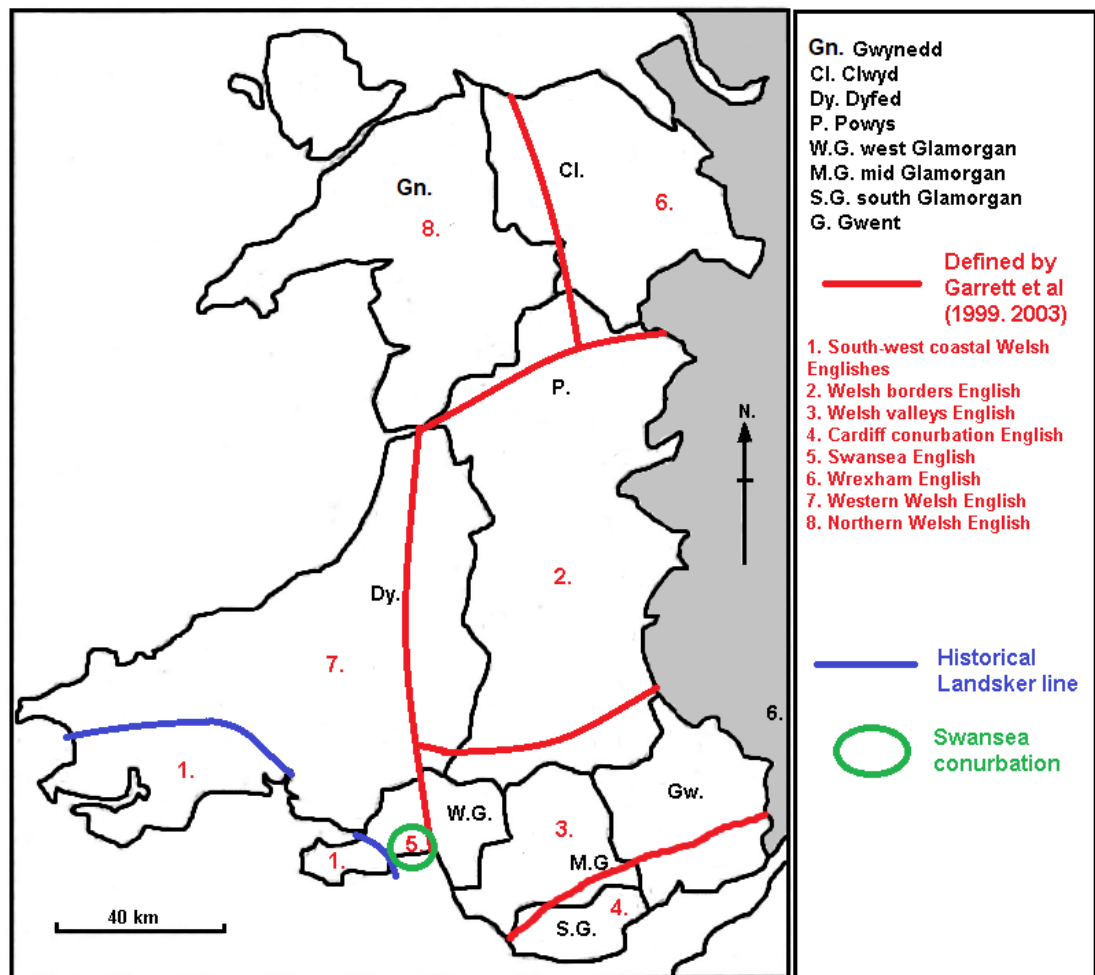 Gn.
8.
Cl.
6.
P.
N.
Dy.
2.
7.
6.
1.
W.G.
Gw.
3.
5.
1.
M.G
4.
S.G.
40 km
Gn. Gwynedd
Cl. Clwyd
Dy. Dyfed
P. Powys
W.G. west Glamorgan
M.G. mid Glamorgan
S.G. south Glamorgan
G. Gwent
Defined by
Garrett et al
(1999. 2003)
1. South-west coastal Welsh
Englishes
2. Welsh borders English
3. Welsh valleys English
4. Cardiff conurbation English
5. Swansea English
6. Wrexham English
7. Western Welsh English
8. Northern Welsh English
Historical
Landsker line
Swansea
conurbation